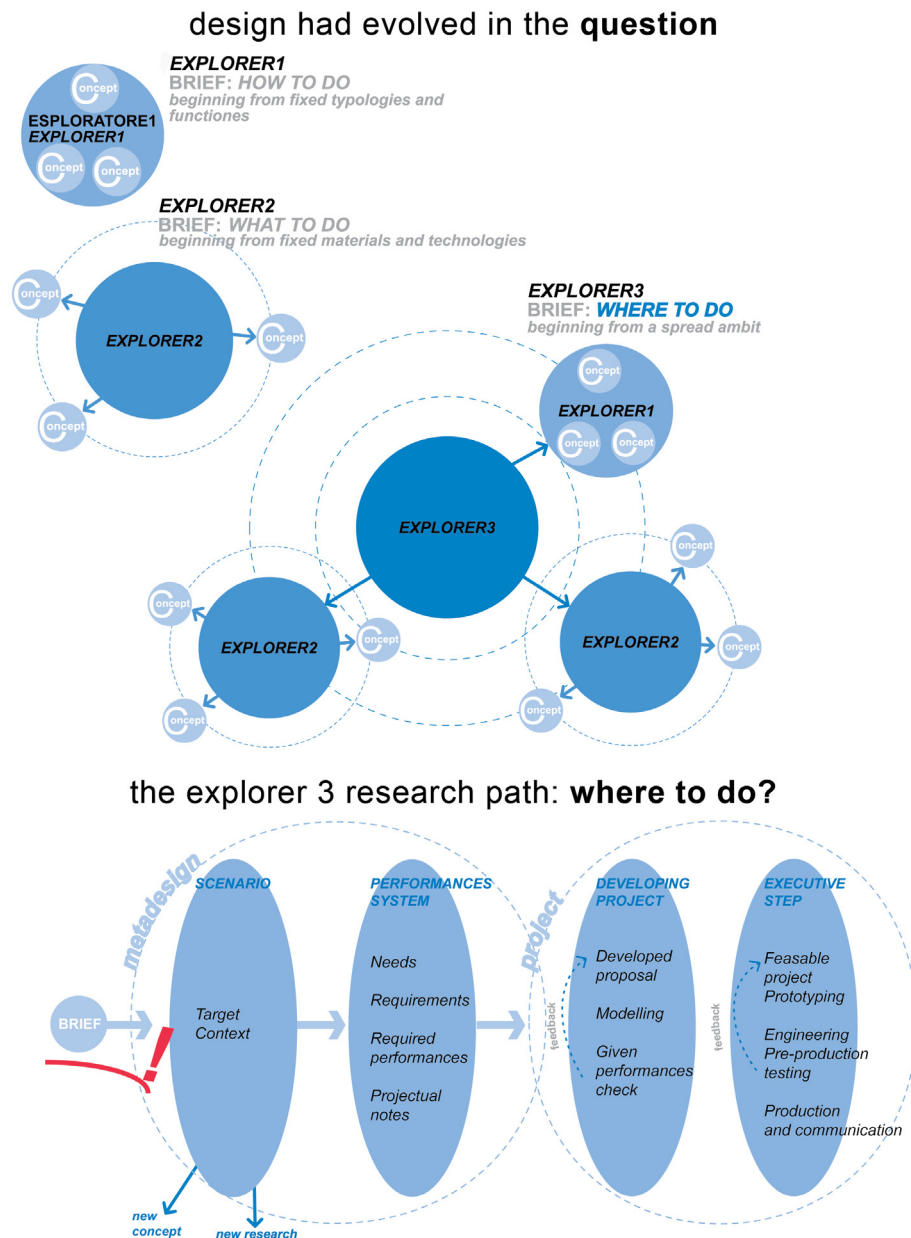 design had evolved in the question
EXPLORER1
BRIEF: HOW TO DO
beginning from fixed typologies and
functiones
Concept
ESPLORATORE1
EXPLORER1
Concept
Concept
EXPLORER2
BRIEF: WHAT TO DO
beginning from fixed materials and technologies
Concept
Concept
EXPLORER2
Concept
EXPLORER3
BRIEF: WHERE TO DO
beginning from a spread ambit
Concept
EXPLORER1
Concept
Concept
EXPLORER3
Concept
Concept
EXPLORER2
Concept
Concept
Concept
EXPLORER2
Concept
Concept
the explorer 3 research path: where to do?
metadesign
BRIEF
SCENARIO
Target
Context
new
concept
new research
PERFORMANCES
SYSTEM
Needs
Requirements
Required
performances
Projectual
notes
project
feedback
DEVELOPING
PROJECT
Developed
proposal
Modelling
Given
performances
check
feedback
EXECUTIVE
STEP
Feasable
project
Prototyping
Engineering
Pre-production
testing
Production
and communication